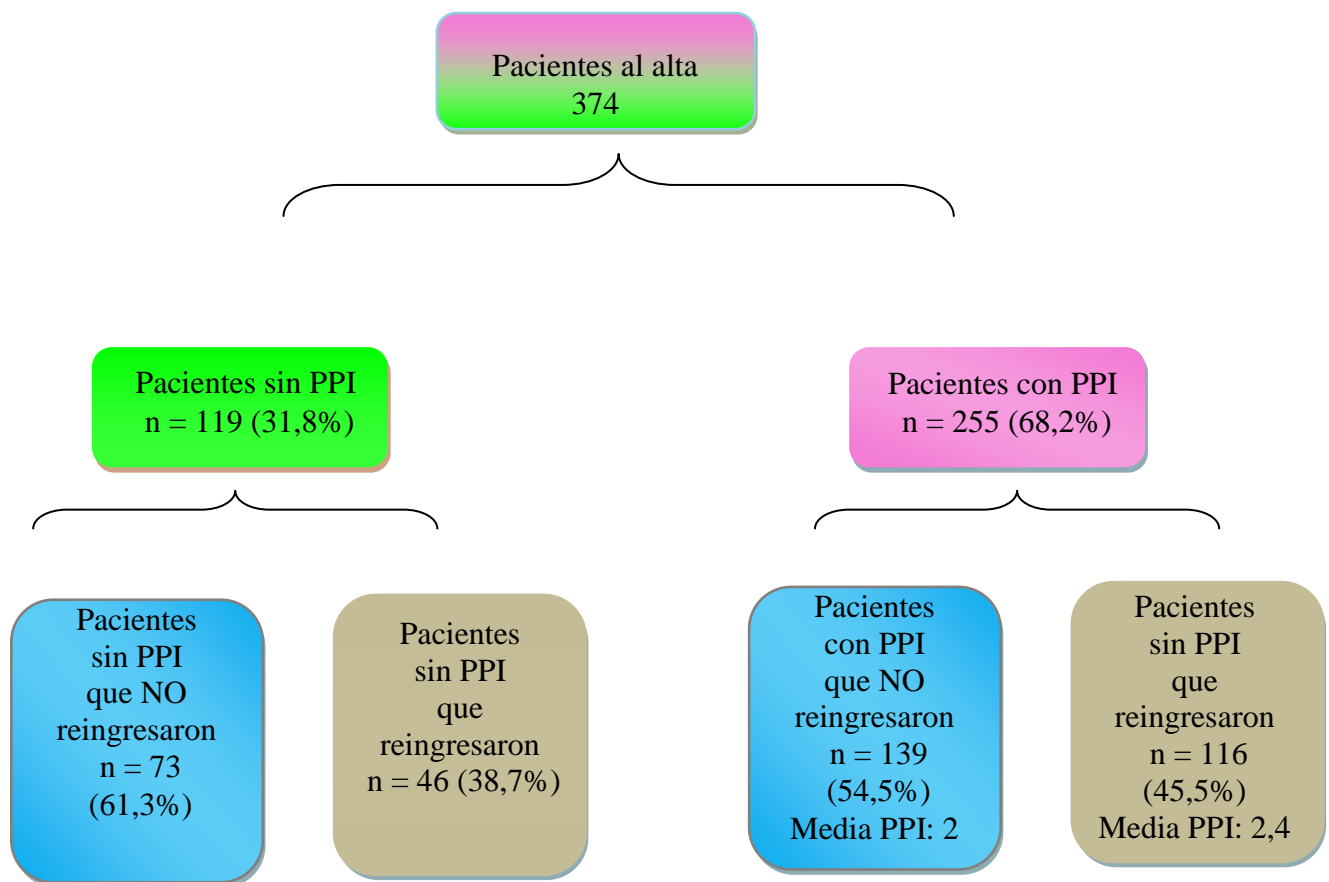 Pacientes al alta
374
Pacientes sin PPI
n = 119 (31,8%)
Pacientes con PPI
n = 255 (68,2%)
Pacientes
sin PPI
que NO
reingresaron
n = 73
(61,3%)
Pacientes
sin PPI
que
reingresaron
n = 46 (38,7%)
Pacientes
con PPI
que NO
reingresaron
n = 139
(54,5%)
Media PPI: 2
Pacientes
sin PPI
que
reingresaron
n = 116
(45,5%)
Media PPI: 2,4